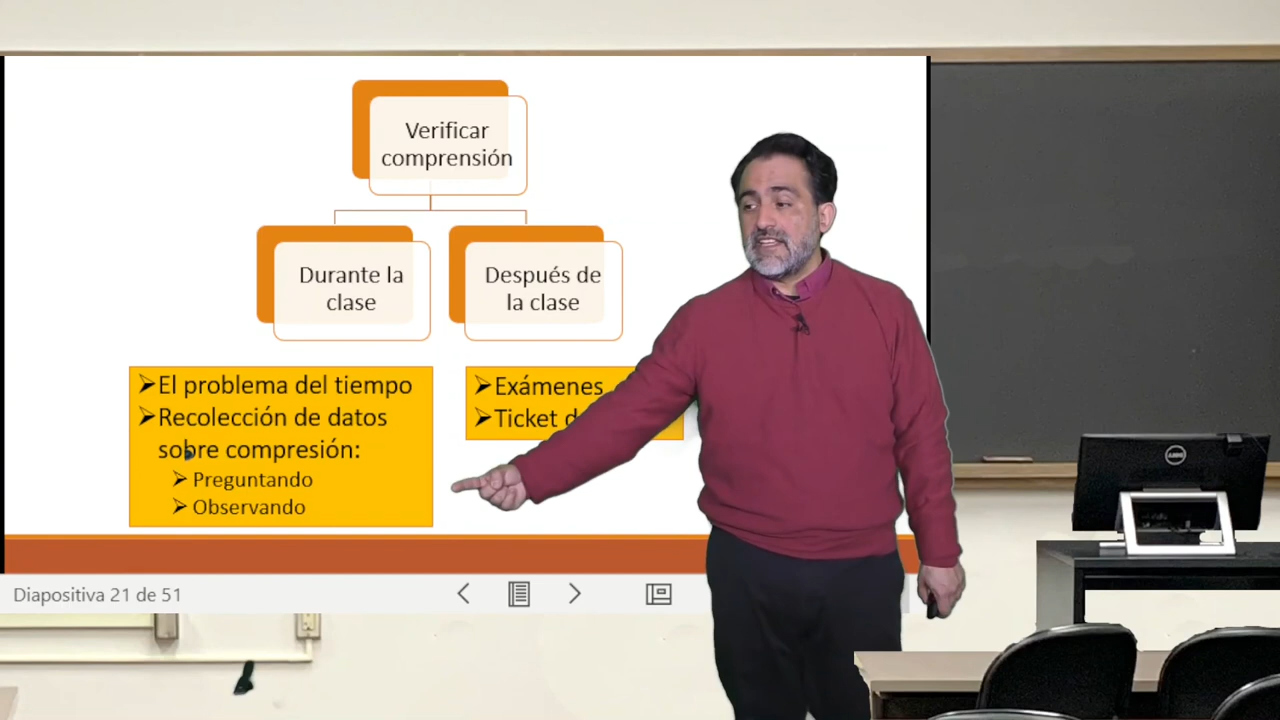 Verificar
comprensión
Durante la
clase
Después de
la clase
El problema del tiempo
Recolección de datos
sobre compresión:
Preguntando
Observando
Exámenes
Ticket
Diapositiva 21 de 51